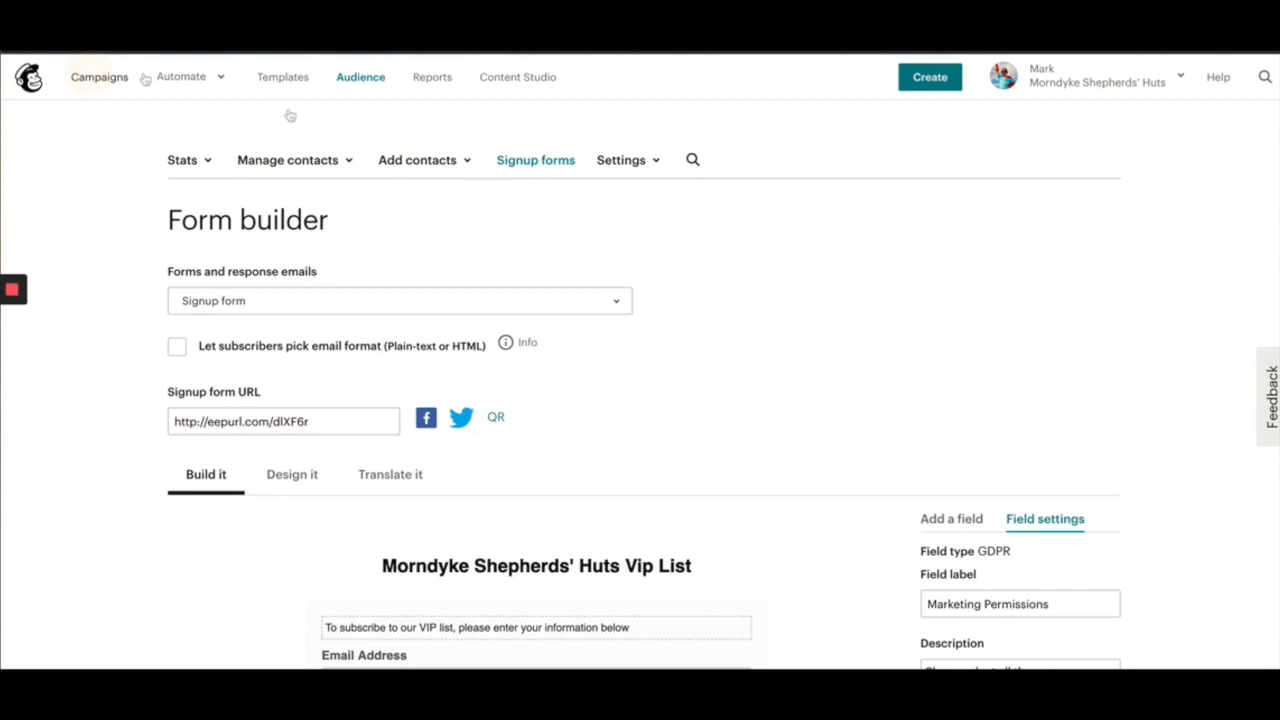 Campaigns Automate Templates Audience Reports Content Studio Create Mark Help
Morndyke Shepherds' Huts
Stats Manage contacts Add contacts Signup forms Settings
Form builder
Forms and response emails
Signup form
Let subscribers pick email format (Plain-text or HTML) Info
Signup form URL
http://eepurl.com/dlXF6r f QR
Feedback
Build it Design it Translate it
Add a field Field settings
Field type GDPR
Field label
Marketing Permissions
Description
Morndyke Shepherds' Huts Vip List
To subscribe to our VIP list, please enter your information below
Email Address